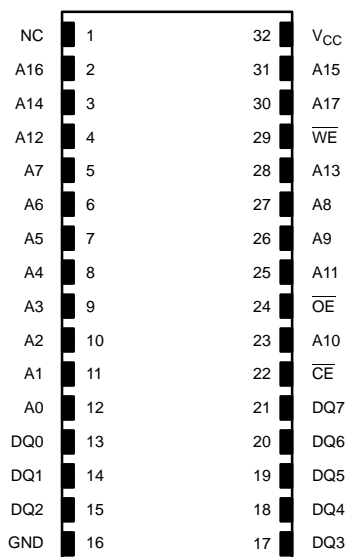 NC 1 32 VCC
A16 2 31 A15
A14 3 30 A17
A12 4 29 W̅E̅
A7 5 28 A13
A6 6 27 A8
A5 7 26 A9
A4 8 25 A11
A3 9 24 O̅E̅
A2 10 23 A10
A1 11 22 C̅E̅
A0 12 21 DQ7
DQ0 13 20 DQ6
DQ1 14 19 DQ5
DQ2 15 18 DQ4
GND 16 17 DQ3